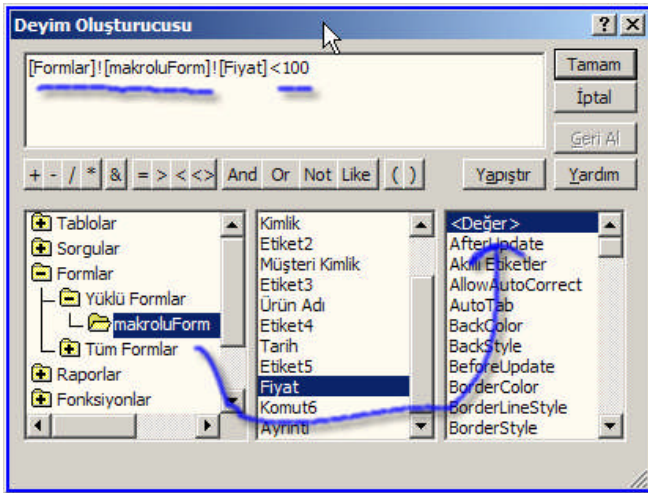 Deyim Oluşturucusu
? ×
[Formlar]![makroluForm]![Fiyat]<100
Tamam
İptal
Geri Al
+ - / * & = > < <> And Or Not Like ( ) Yapıştır Yardım
Tablolar
Sorgular
Formlar
Yüklü Formlar
makroluForm
Tüm Formlar
Raporlar
Fonksiyonlar
Kimlik
Etiket2
Müşteri Kimlik
Etiket3
Ürün Adı
Etiket4
Tarih
Etiket5
Fiyat
Komut6
Ayrıntı
<Değer>
AfterUpdate
Akıllı Etiketler
AllowAutoCorrect
AutoTab
BackColor
BackStyle
BeforeUpdate
BorderColor
BorderLineStyle
BorderStyle